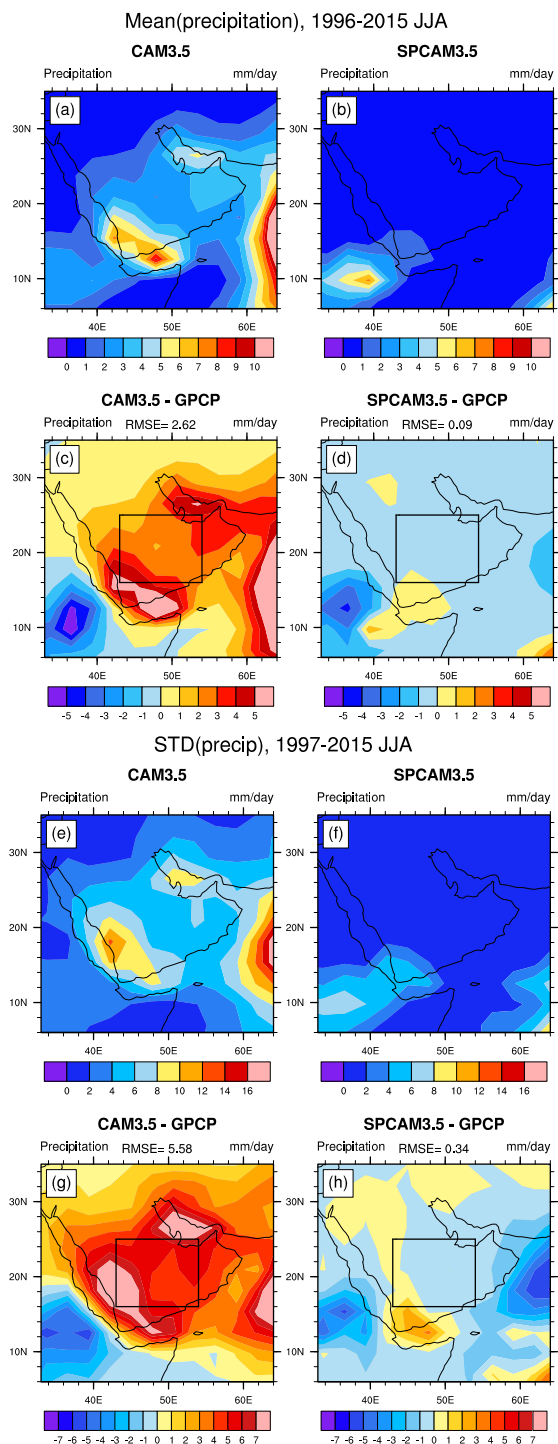 Mean(precipitation), 1996-2015 JJA
CAM3.5 SPCAM3.5
Precipitation mm/day Precipitation mm/day
(a) (b)
30N 30N
20N 20N
10N 10N
40E 50E 60E 40E 50E 60E
0 1 2 3 4 5 6 7 8 9 10 0 1 2 3 4 5 6 7 8 9 10
CAM3.5 - GPCP SPCAM3.5 - GPCP
Precipitation RMSE= 2.62 mm/day Precipitation RMSE= 0.09 mm/day
(c) (d)
30N 30N
20N 20N
10N 10N
40E 50E 60E 40E 50E 60E
-5 -4 -3 -2 -1 0 1 2 3 4 5 -5 -4 -3 -2 -1 0 1 2 3 4 5
STD(precip), 1997-2015 JJA
CAM3.5 SPCAM3.5
Precipitation mm/day Precipitation mm/day
(e) (f)
30N 30N
20N 20N
10N 10N
40E 50E 60E 40E 50E 60E
0 2 4 6 8 10 12 14 16 0 2 4 6 8 10 12 14 16
CAM3.5 - GPCP SPCAM3.5 - GPCP
Precipitation RMSE= 5.58 mm/day Precipitation RMSE= 0.34 mm/day
(g) (h)
30N 30N
20N 20N
10N 10N
40E 50E 60E 40E 50E 60E
-7 -6 -5 -4 -3 -2 -1 0 1 2 3 4 5 6 7 -7 -6 -5 -4 -3 -2 -1 0 1 2 3 4 5 6 7